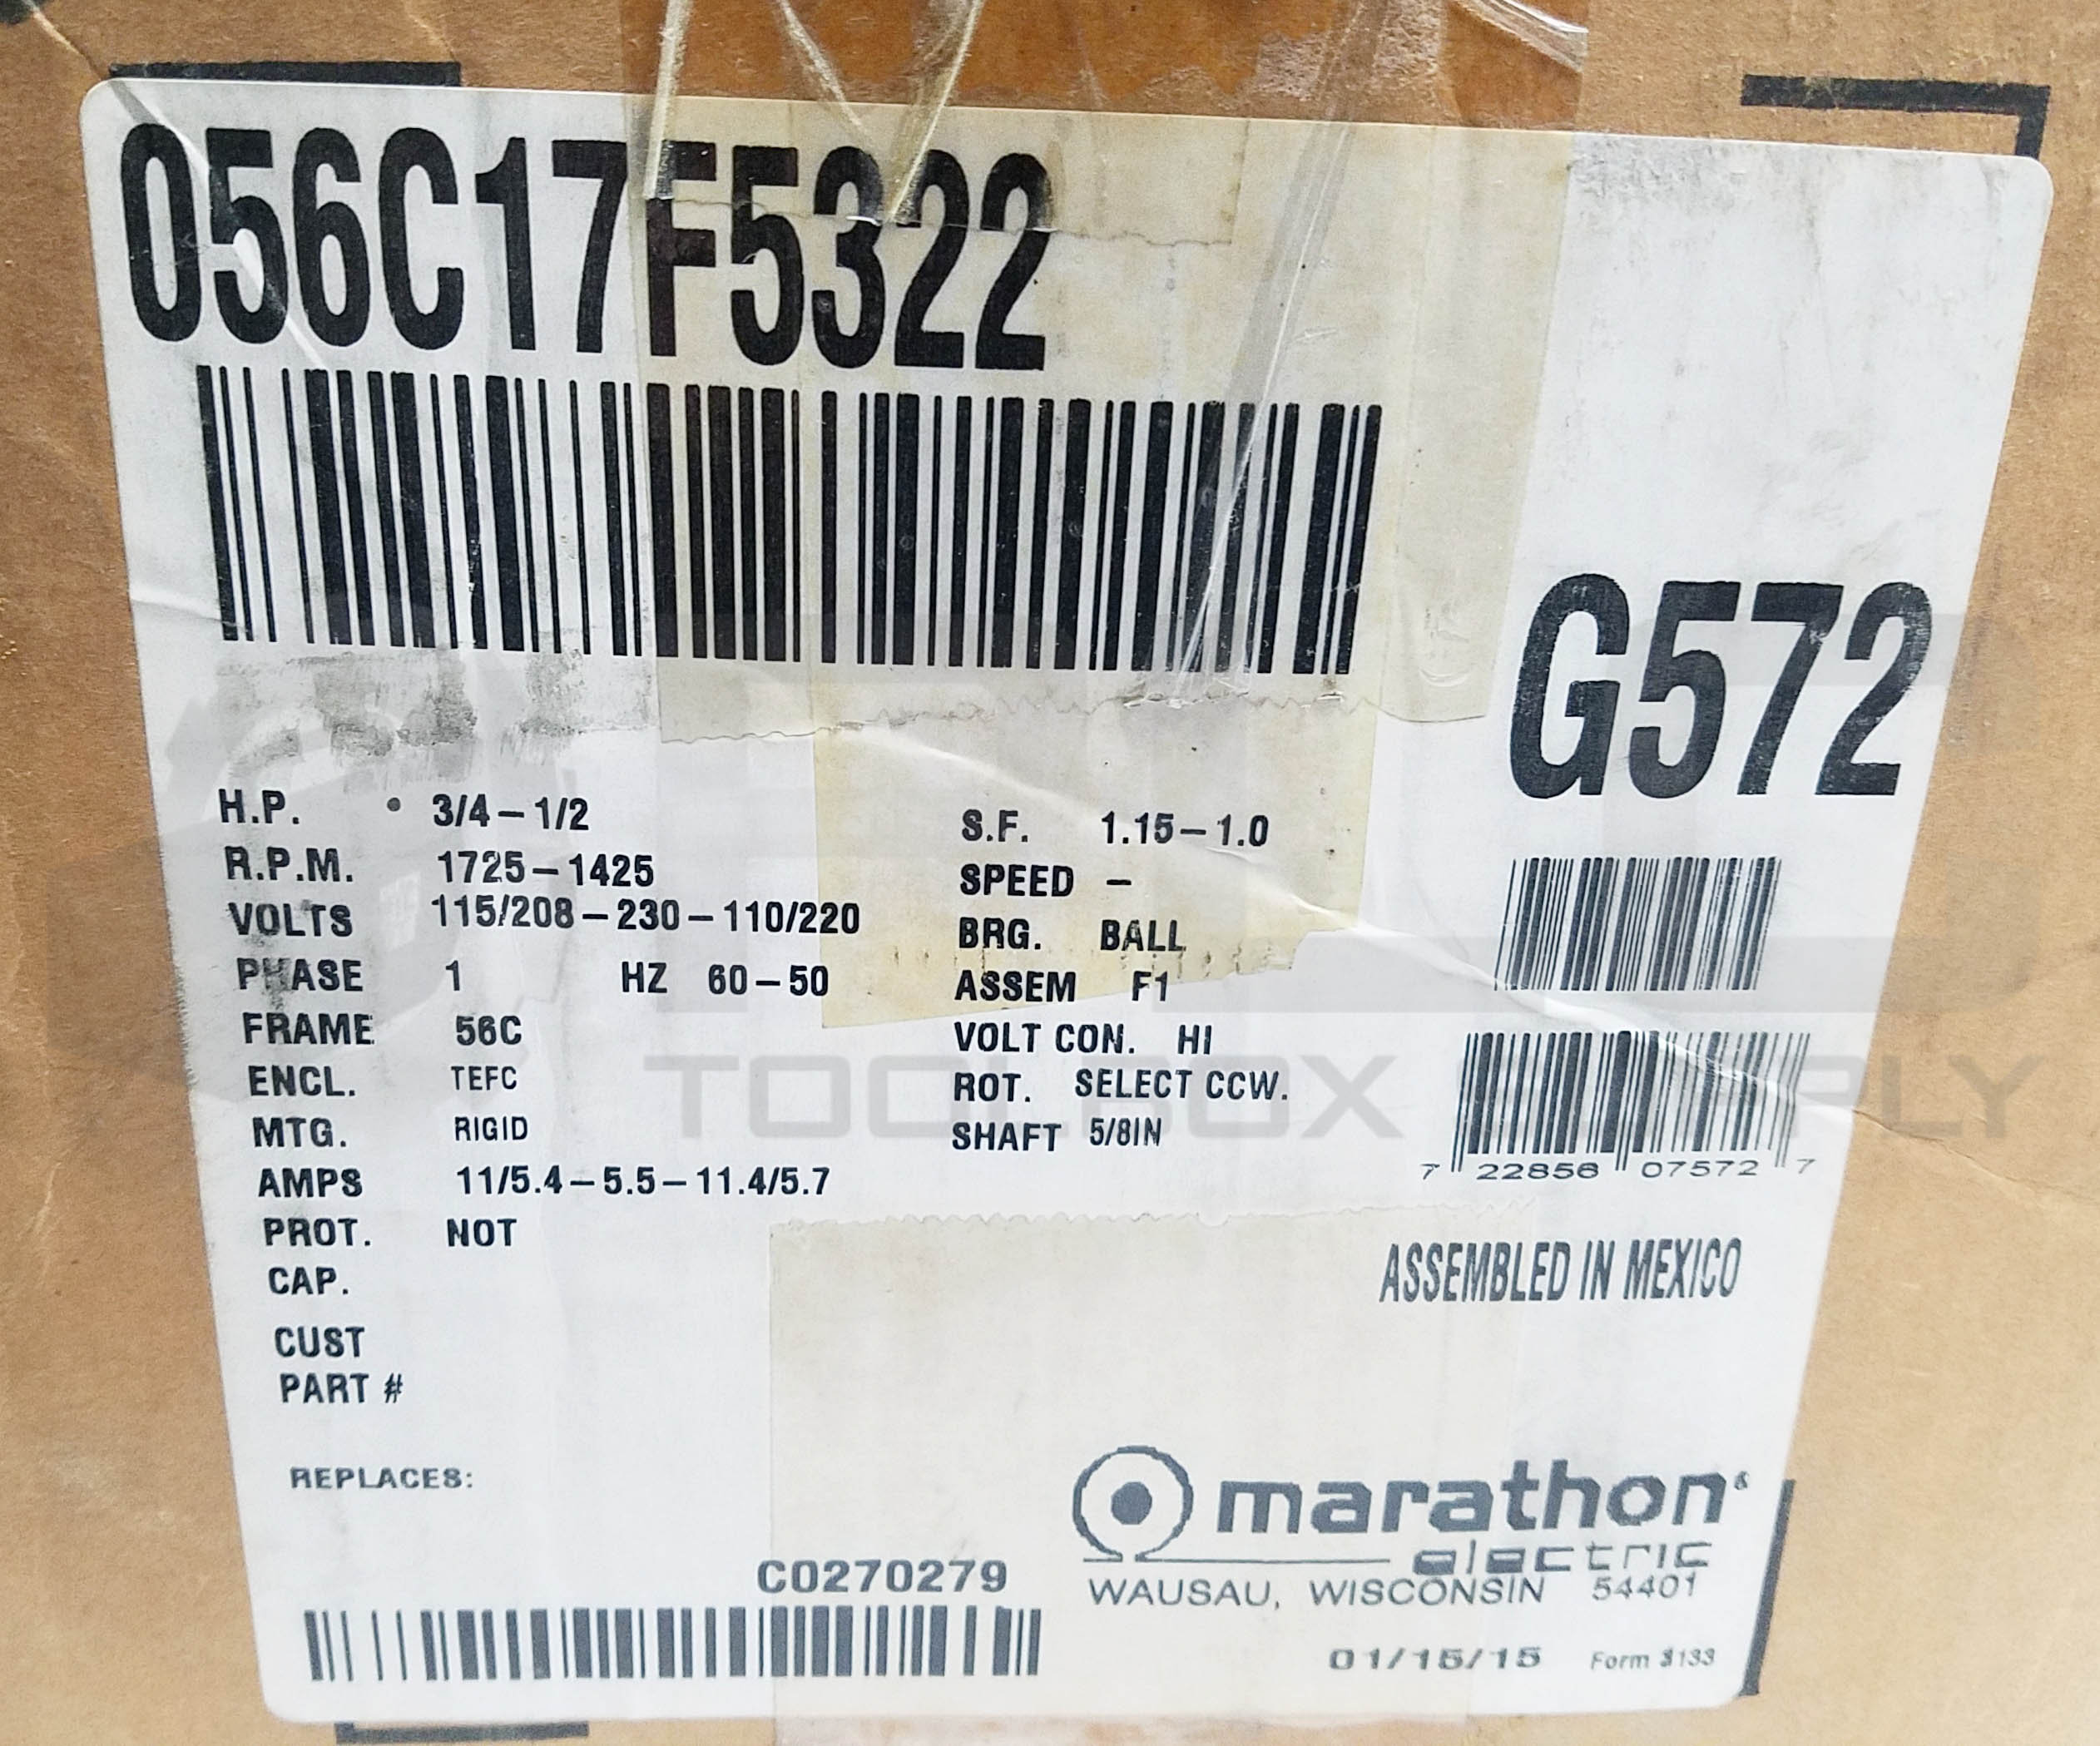 056C17F5322
G572
H.P. 3/4-1/2
R.P.M. 1725-1425
VOLTS 115/208-230-110/220
PHASE 1 HZ 60-50
FRAME 56C
ENCL. TEFC
MTG. RIGID
AMPS 11/5.4-5.5-11.4/5.7
PROT. NOT
CAP.
CUST
PART #
S.F. 1.15-1.0
SPEED -
BRG. BALL
ASSEM F1
VOLT CON. HI
ROT. SELECT CCW.
SHAFT 5/8IN
7 22856 07572 7
ASSEMBLED IN MEXICO
REPLACES:
C0270279
marathon
electric
WAUSAU, WISCONSIN 54401
01/15/15 Form
TOOLBOX SUPPLY